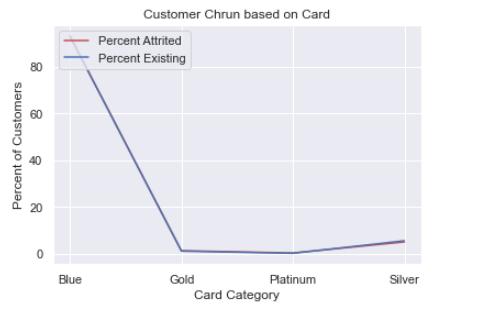 Customer Chrun based on Card
Percent Attrited
Percent Existing
Percent of Customers
80
60
40
20
0
Blue Gold Platinum Silver
Card Category